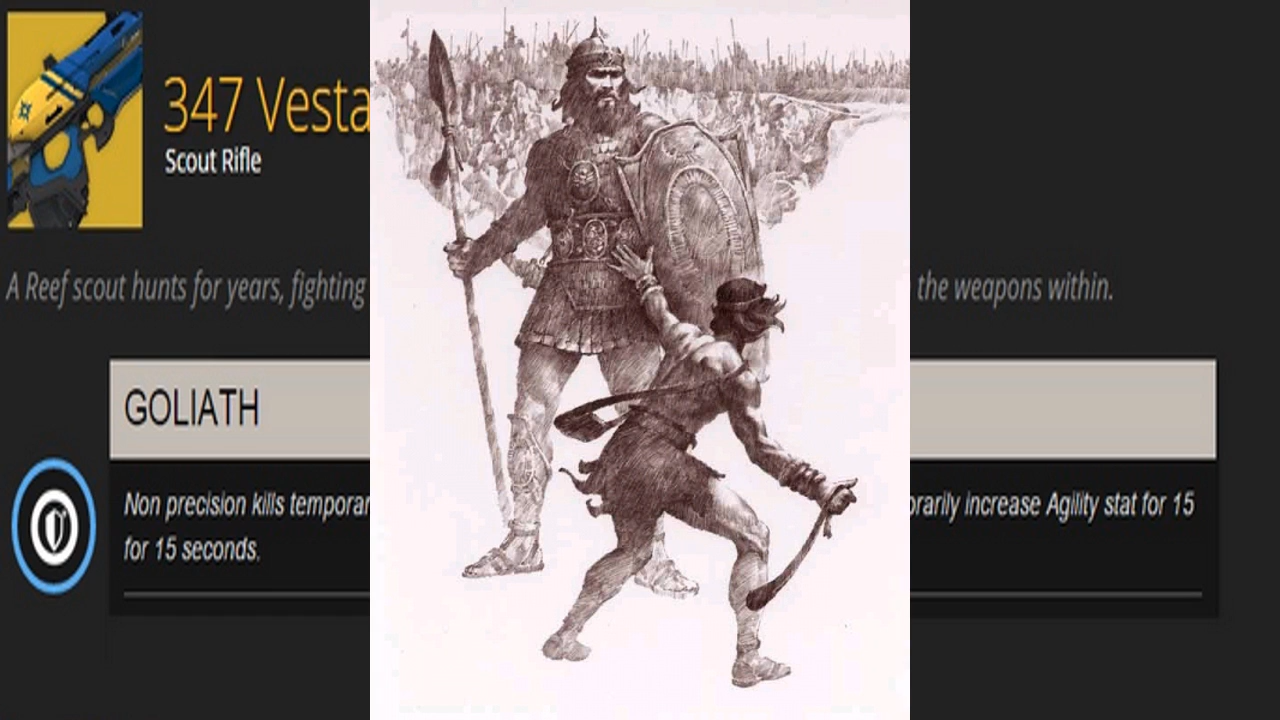 347 Vesta
Scout Rifle
A Reef scout hunts for years, fighting the weapons within.
GOLIATH
Non precision kills temporar orarily increase Agility stat for 15
for 15 seconds.